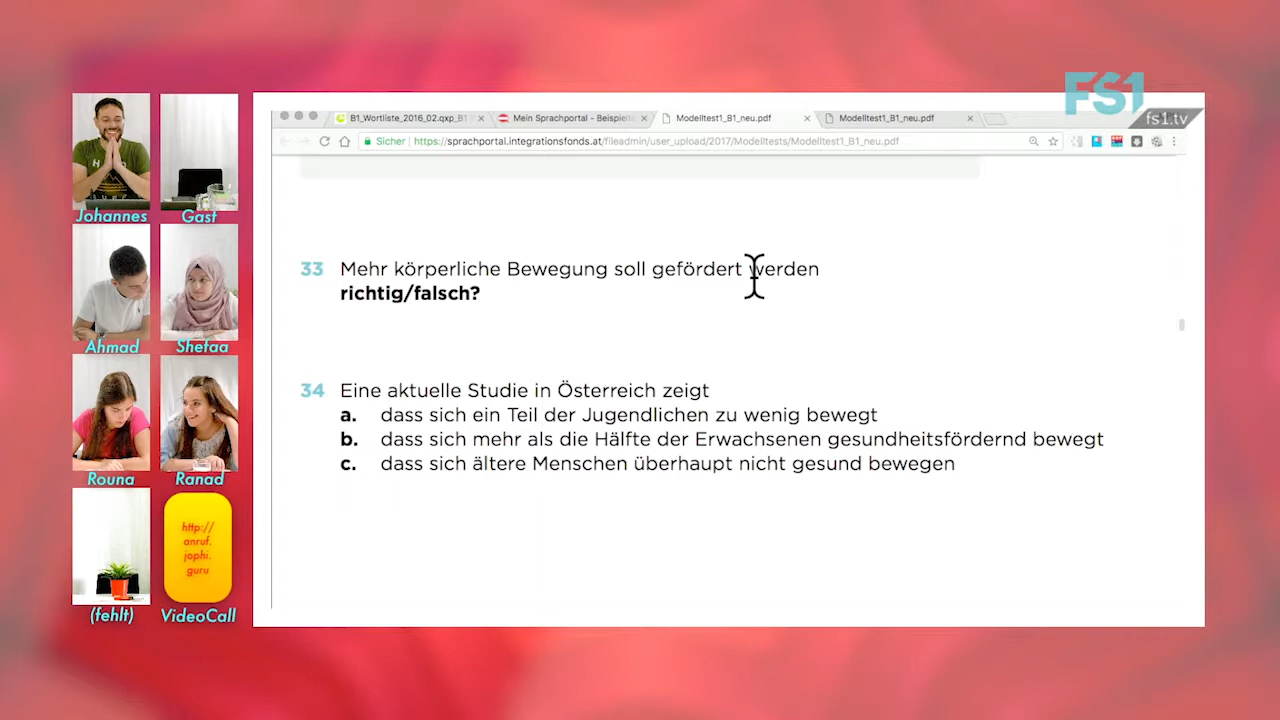 FS1
fs1.tv
B1_Wortliste_2016_02.qxp_B1
Mein Sprachportal - Beispiel
Modelltest1_B1_neu.pdf
Modelltest1_B1_neu.pdf
Sicher
https://sprachportal.integrationsfonds.at/fileadmin/user_upload/2017/Modelltests/Modelltest1_B1_neu.pdf
33 Mehr körperliche Bewegung soll gefördert werden
richtig/falsch?
34 Eine aktuelle Studie in Österreich zeigt
a. dass sich ein Teil der Jugendlichen zu wenig bewegt
b. dass sich mehr als die Hälfte der Erwachsenen gesundheitsfördernd bewegt
c. dass sich ältere Menschen überhaupt nicht gesund bewegen
Johannes
Gast
Ahmad
Shefaa
Rouna
Ranad
(fehlt)
http://
anruf.
jophi.
guru
VideoCall